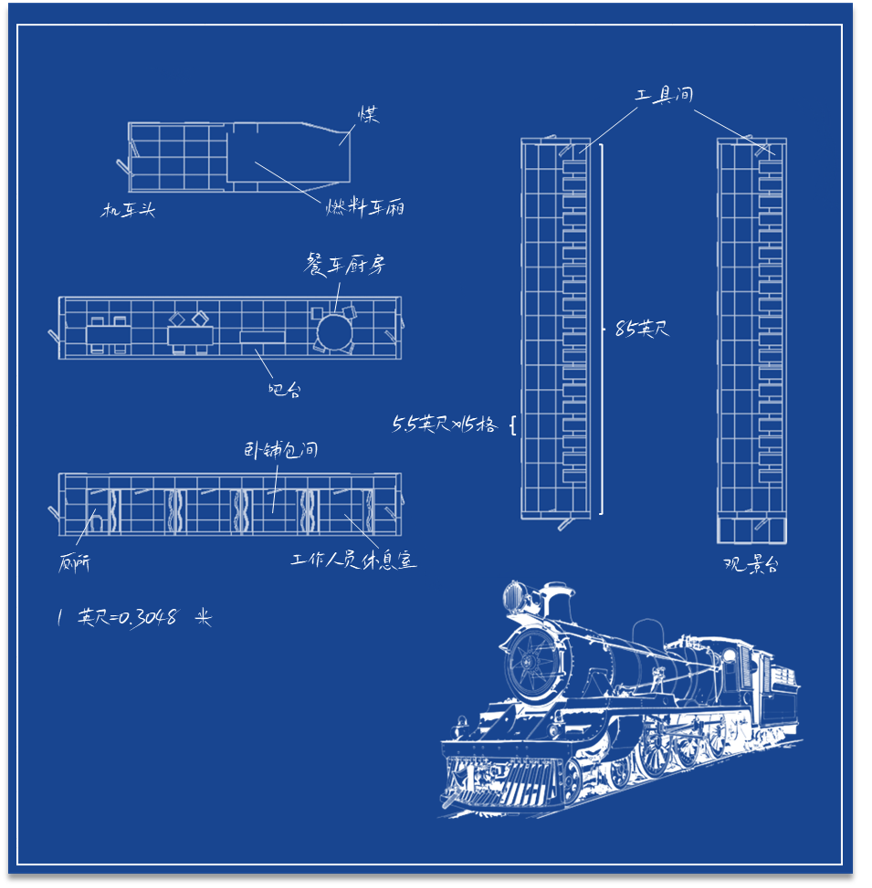 煤
工具间
机车头
燃料车厢
餐车厨房
85英尺
吧台
5.5英尺X15格
卧铺包间
厕所
工作人员休息室
观景台
1 英尺=0.3048 米